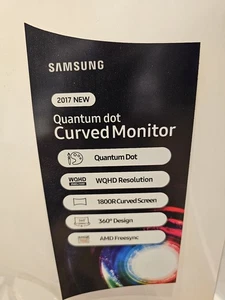 SAMSUNG
2017 NEW
Quantum dot
Curved Monitor
Quantum Dot
WQHD
WQHD Resolution
1800R Curved Screen
360° Design
AMD Freesync